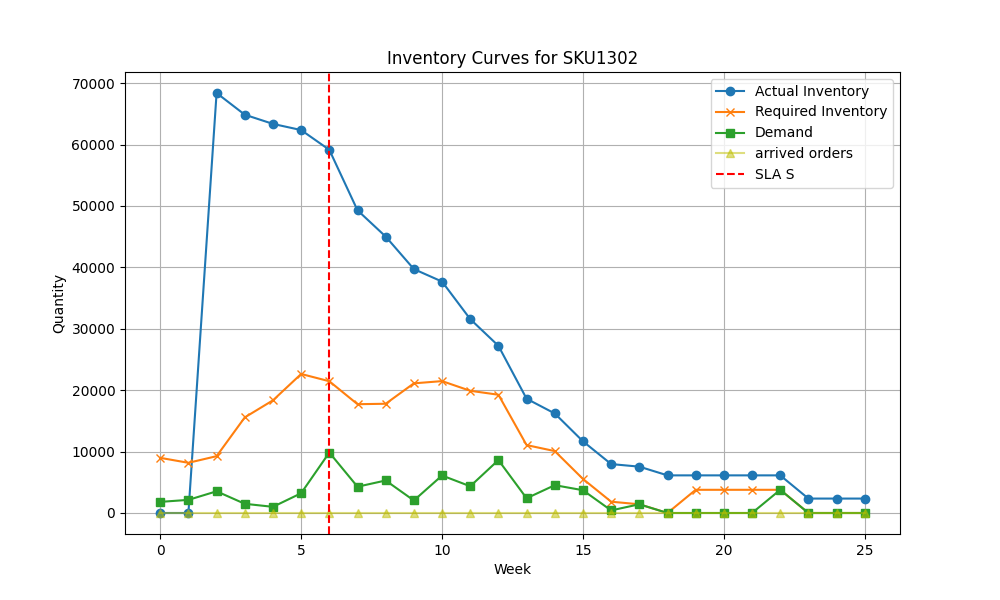 Inventory Curves for SKU1302
70000
60000
50000
40000
30000
20000
10000
0
Quantity
Actual Inventory
Required Inventory
Demand
arrived orders
SLA S
0 5 10 15 20 25
Week